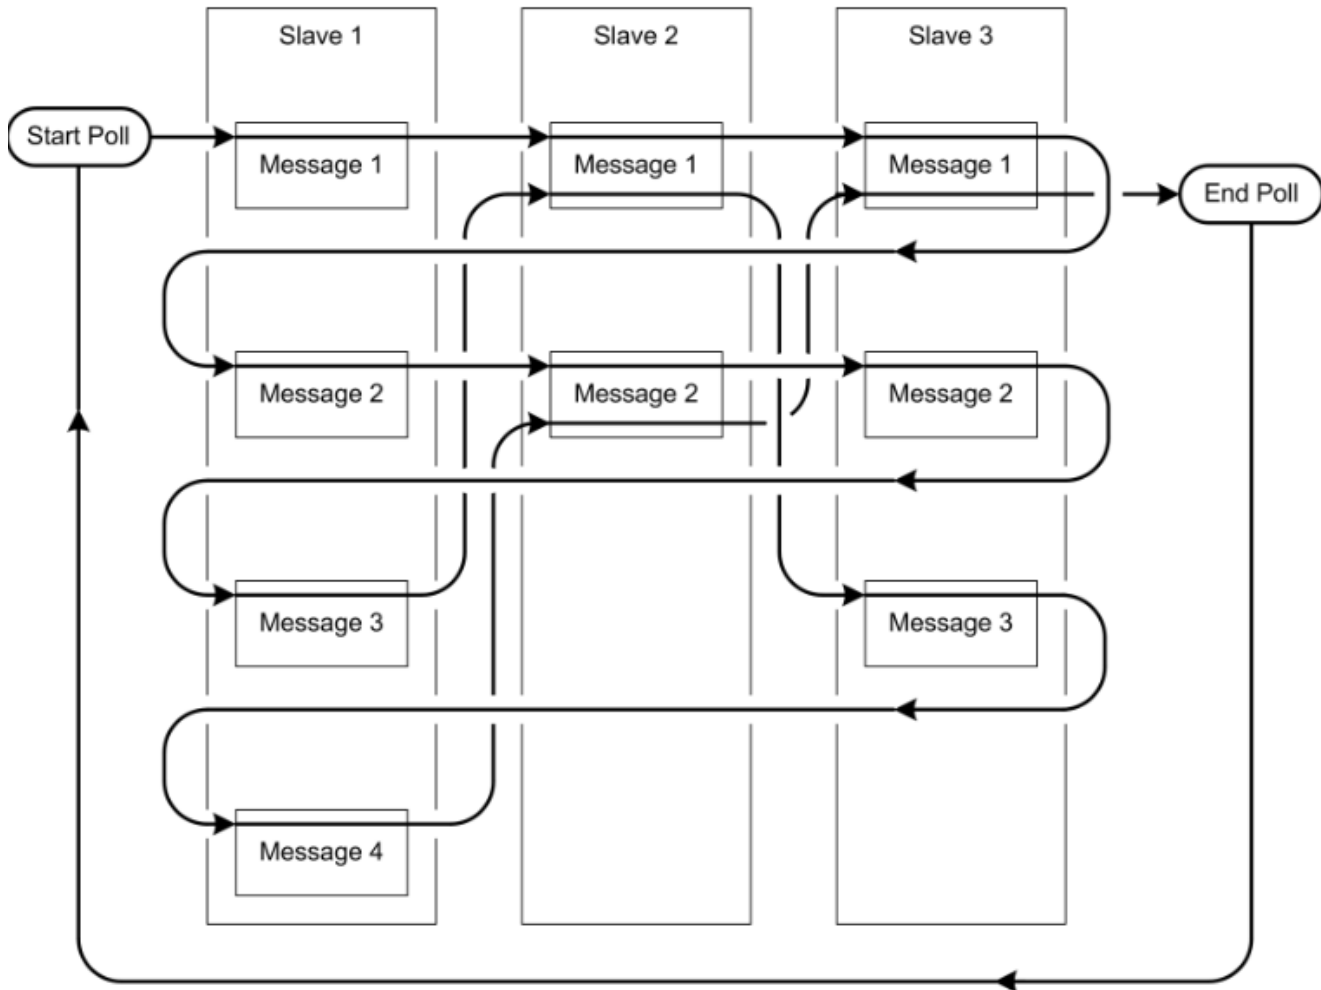 Slave 1
Slave 2
Slave 3
Start Poll
Message 1
Message 1
Message 1
End Poll
Message 2
Message 2
Message 2
Message 3
Message 3
Message 4